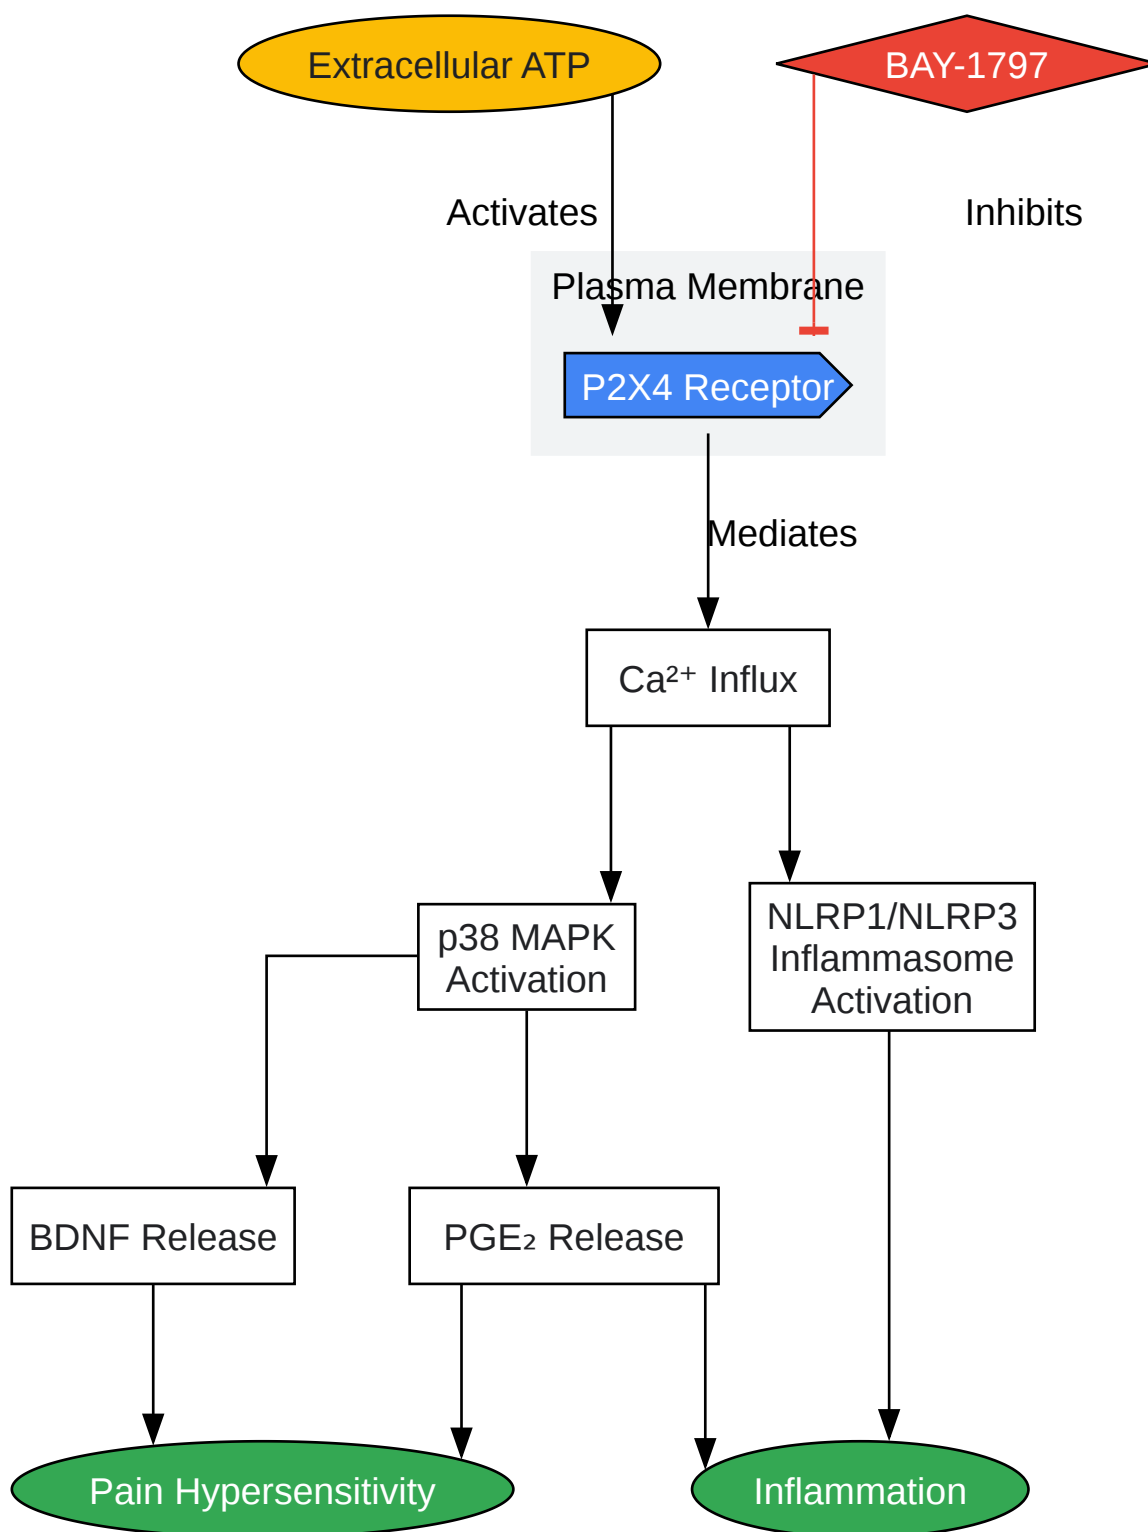 Extracellular ATP
BAY-1797
Activates
Inhibits
Plasma Membrane
P2X4 Receptor
Mediates
Ca²⁺ Influx
p38 MAPK
Activation
NLRP1/NLRP3
Inflammasome
Activation
BDNF Release
PGE₂ Release
Pain Hypersensitivity
Inflammation